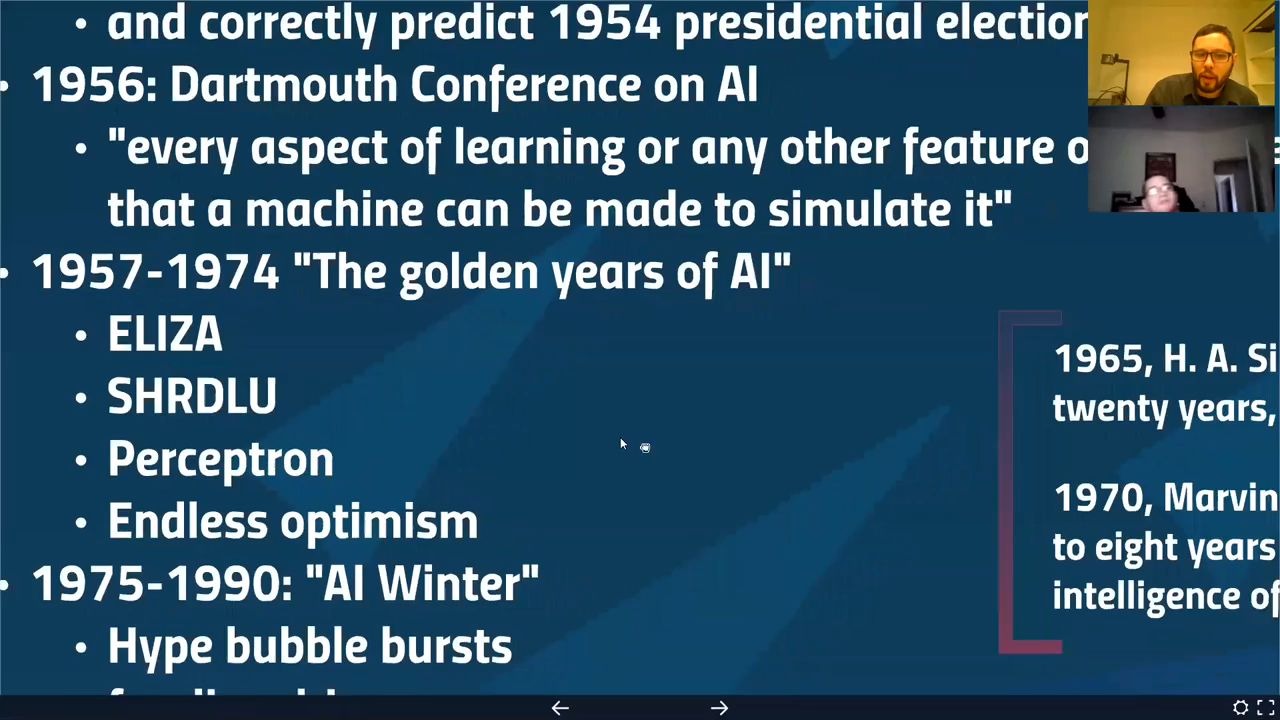 • and correctly predict 1954 presidential election
• 1956: Dartmouth Conference on AI
• "every aspect of learning or any other feature
that a machine can be made to simulate it"
• 1957-1974 "The golden years of AI"
• ELIZA
• SHRDLU
• Perceptron
• Endless optimism
• 1975-1990: "AI Winter"
• Hype bubble bursts
1965, H. A. Si
twenty years,
1970, Marvin
to eight years
intelligence of